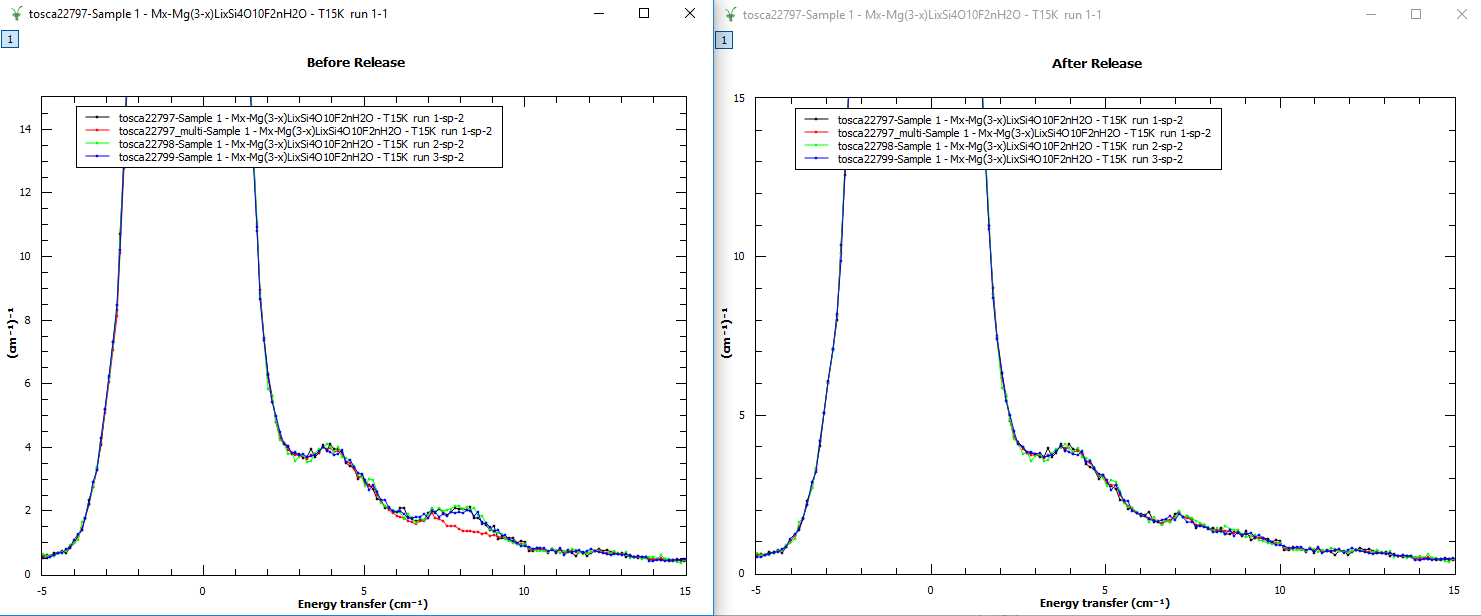 tosca22797-Sample 1 - Mx-Mg(3-x)LixSi4O10F2nH2O - T15K run 1-1
1
Before Release
tosca22797-Sample 1 - Mx-Mg(3-x)LixSi4O10F2nH2O - T15K run 1-sp-2
tosca22797_multi-Sample 1 - Mx-Mg(3-x)LixSi4O10F2nH2O - T15K run 1-sp-2
tosca22798-Sample 1 - Mx-Mg(3-x)LixSi4O10F2nH2O - T15K run 2-sp-2
tosca22799-Sample 1 - Mx-Mg(3-x)LixSi4O10F2nH2O - T15K run 3-sp-2
14
12
10
8
6
4
2
0
(cm⁻¹)⁻¹
-5 0 5 10 15
Energy transfer (cm⁻¹)
tosca22797-Sample 1 - Mx-Mg(3-x)LixSi4O10F2nH2O - T15K run 1-1
1
After Release
tosca22797-Sample 1 - Mx-Mg(3-x)LixSi4O10F2nH2O - T15K run 1-sp-2
tosca22797_multi-Sample 1 - Mx-Mg(3-x)LixSi4O10F2nH2O - T15K run 1-sp-2
tosca22798-Sample 1 - Mx-Mg(3-x)LixSi4O10F2nH2O - T15K run 2-sp-2
tosca22799-Sample 1 - Mx-Mg(3-x)LixSi4O10F2nH2O - T15K run 3-sp-2
15
10
5
0
(cm⁻¹)⁻¹
-5 0 5 10 15
Energy transfer (cm⁻¹)